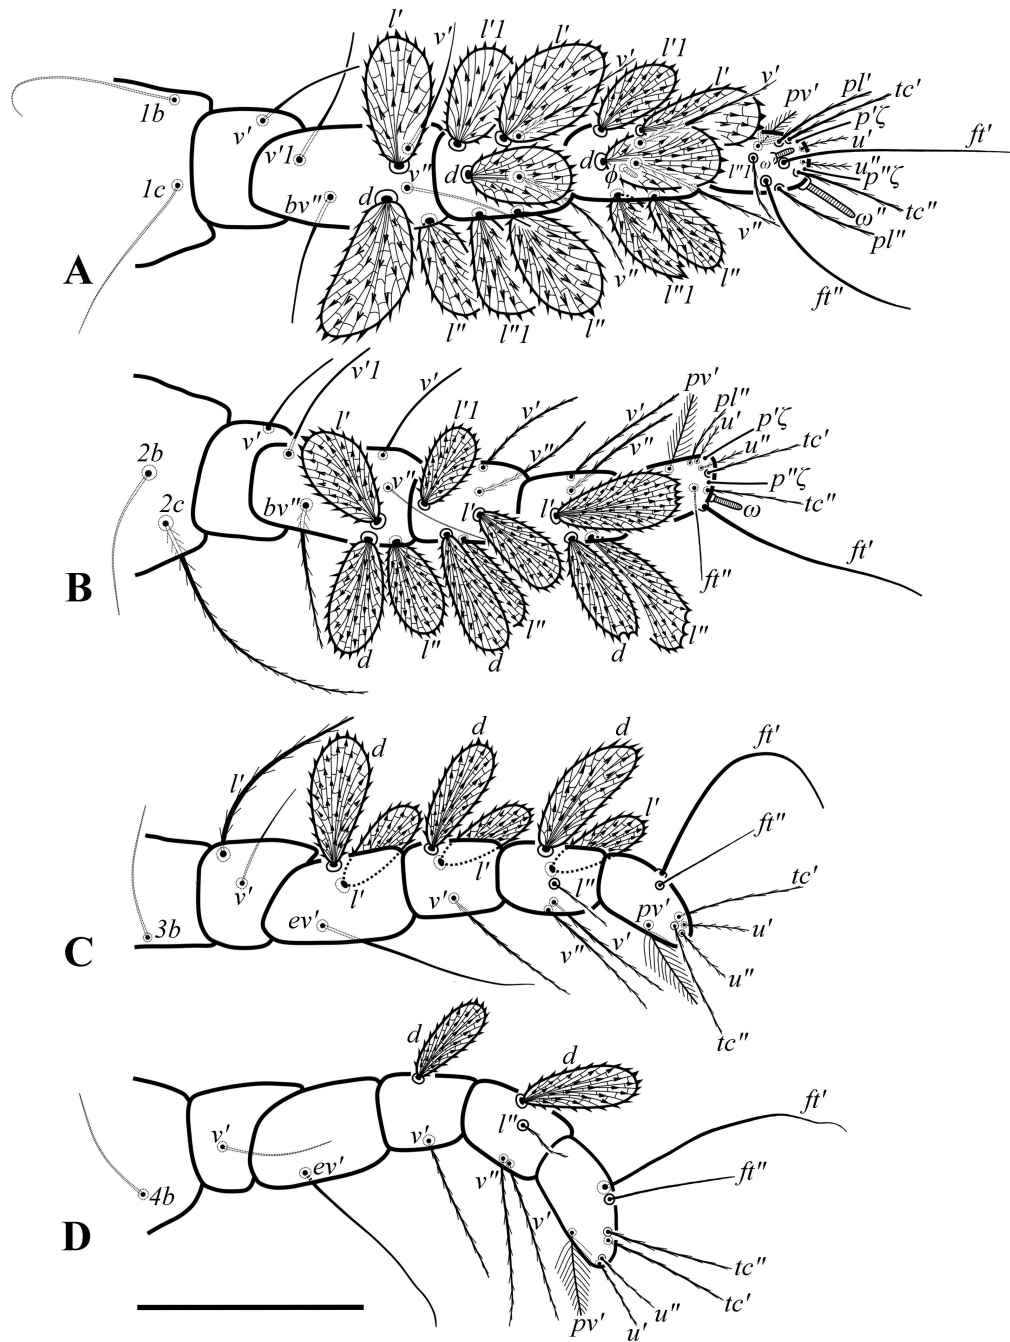 l' v' l'1 l' v' l'1 v' l' pv' pl' tc'
1b p'ζ
v' v'1 u' ft'
d φ l"1 ω' u" p"ζ
1c v" d
bv" d v" tc"
ω"
A pl"
l" l"1 l" v" l"1 l" ft"
v'1 v' pv' pl" u' p'ζ
l' l'1 v' v' u" tc'
v' v" v" v"
2b
2c bv" v" l' l' p"ζ
tc"
ω
ft'
B ft"
d l" d l" d l"
l' d d d ft'
l' ft"
v' l' l' l" tc'
3b ev' v' v" v' pv' u'
C u"
tc"
d d ft'
v' v' l" ft"
4b ev' v"
v'
D tc"
tc'
pv' u' u"